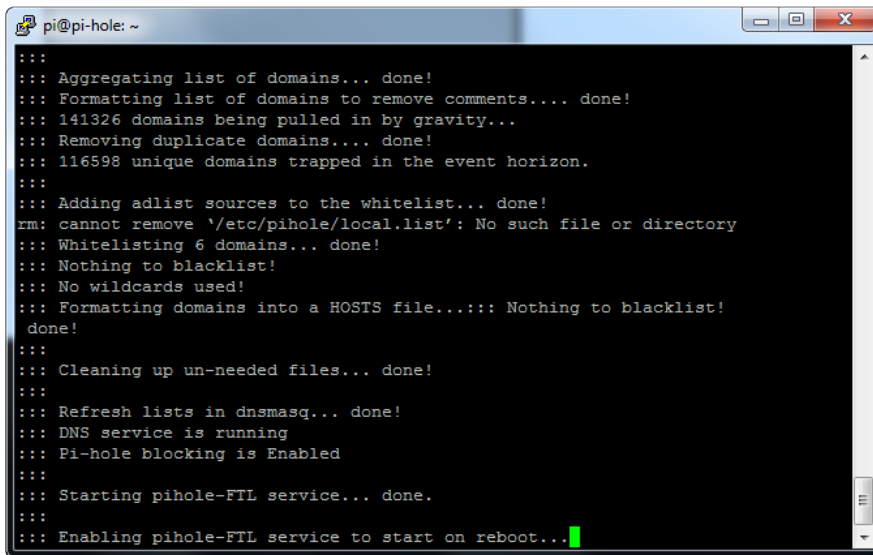 pi@pi-hole: ~
:::
::: Aggregating list of domains... done!
::: Formatting list of domains to remove comments.... done!
::: 141326 domains being pulled in by gravity...
::: Removing duplicate domains.... done!
::: 116598 unique domains trapped in the event horizon.
:::
::: Adding adlist sources to the whitelist... done!
rm: cannot remove ‘/etc/pihole/local.list’: No such file or directory
::: Whitelisting 6 domains... done!
::: Nothing to blacklist!
::: No wildcards used!
::: Formatting domains into a HOSTS file...::: Nothing to blacklist!
 done!
:::
::: Cleaning up un-needed files... done!
:::
::: Refresh lists in dnsmasq... done!
::: DNS service is running
::: Pi-hole blocking is Enabled
:::
::: Starting pihole-FTL service... done.
:::
::: Enabling pihole-FTL service to start on reboot...